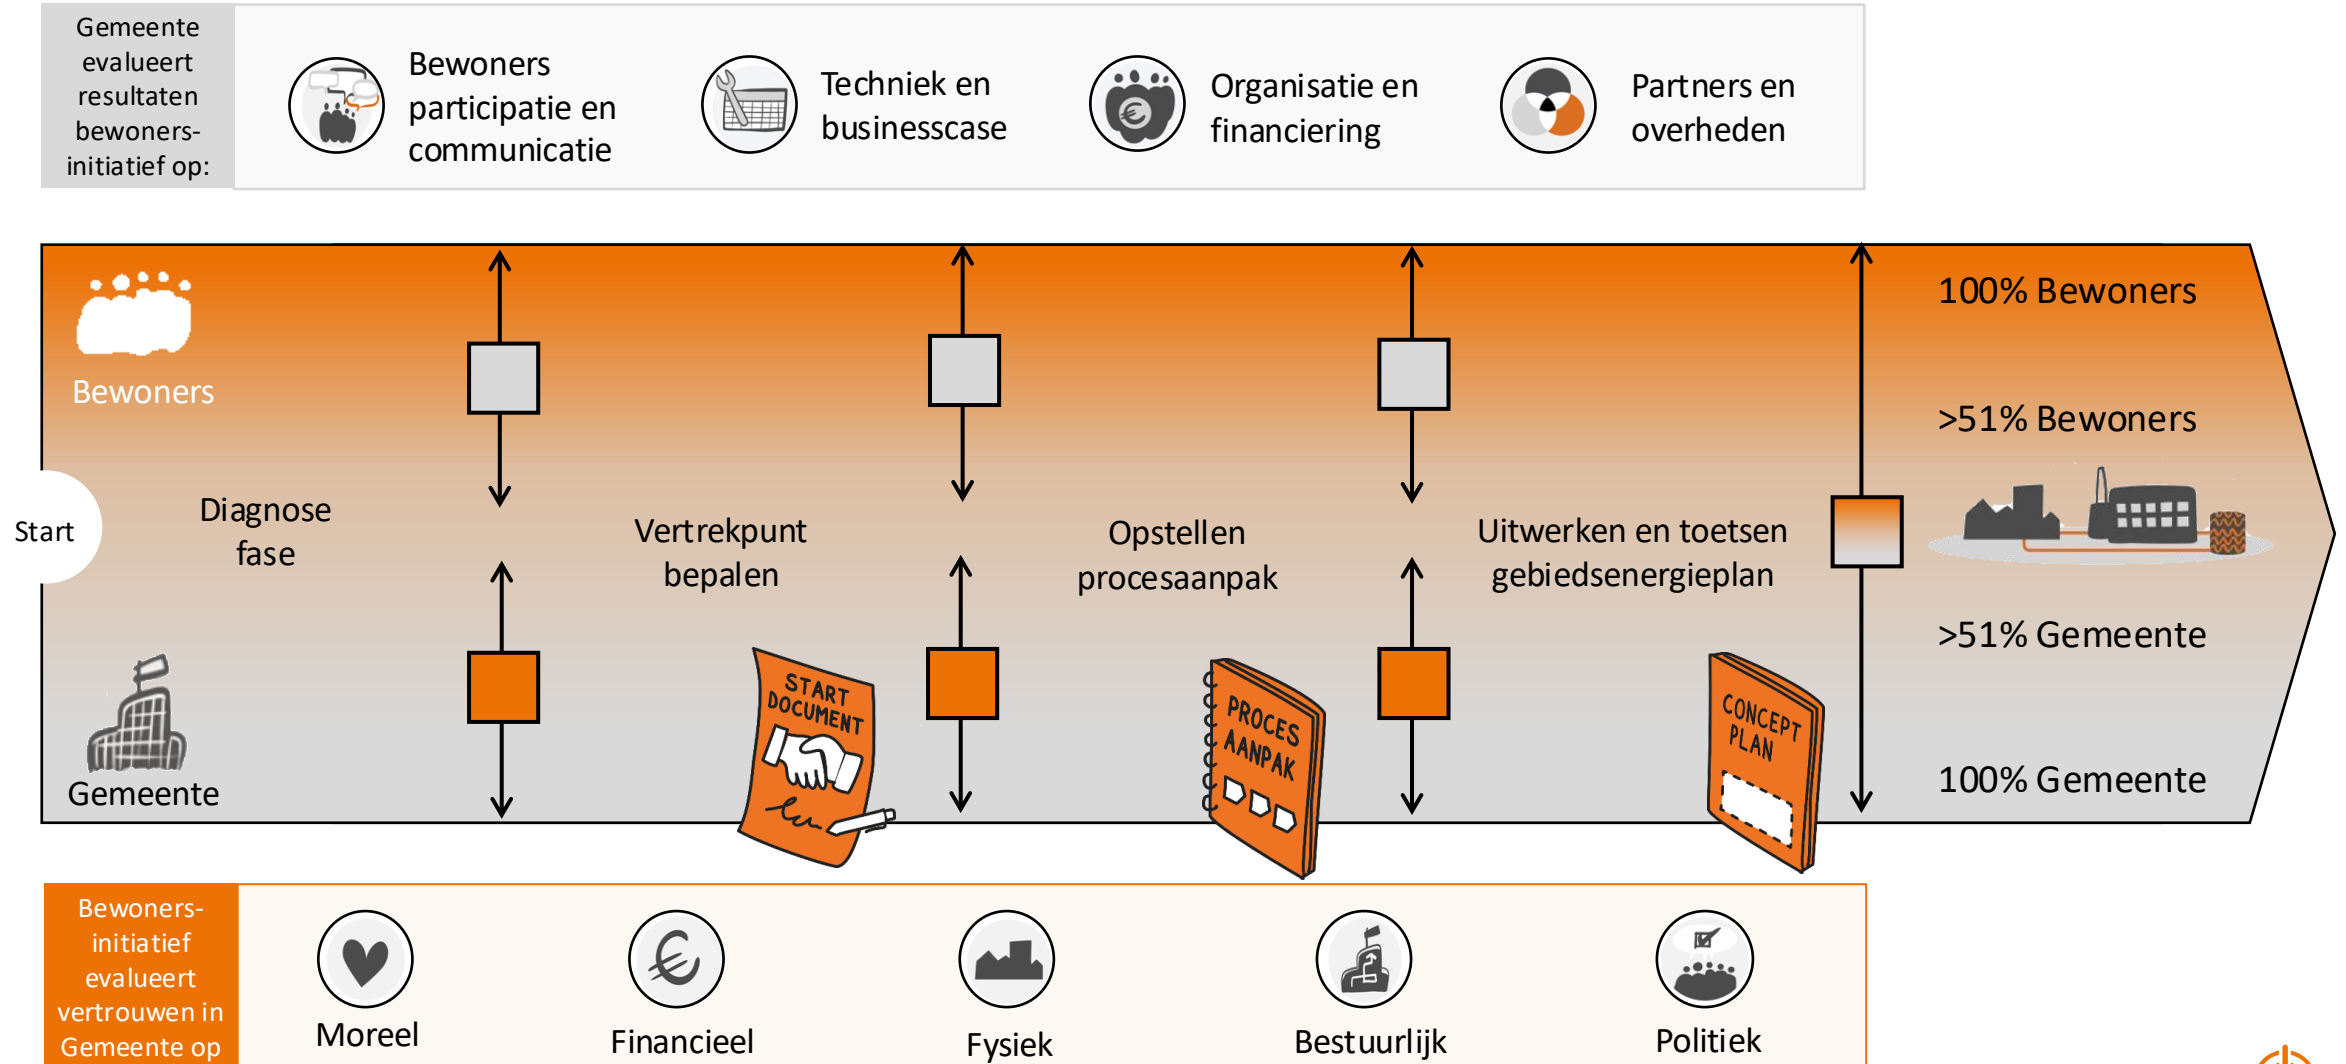 Gemeente
evalueert
resultaten
bewoners-
initiatief op:
Bewoners
participatie en
communicatie
Techniek en
businesscase
Organisatie en
financiering
Partners en
overheden
Bewoners
Start
Diagnose
fase
Vertrekpunt
bepalen
Opstellen
procesaanpak
Uitwerken en toetsen
gebiedsenergieplan
100% Bewoners
>51% Bewoners
>51% Gemeente
100% Gemeente
Gemeente
START
DOCUMENT
PROCES
AANPAK
CONCEPT
PLAN
Bewoners-
initiatief
evalueert
vertrouwen in
Gemeente op
Moreel
Financieel
Fysiek
Bestuurlijk
Politiek